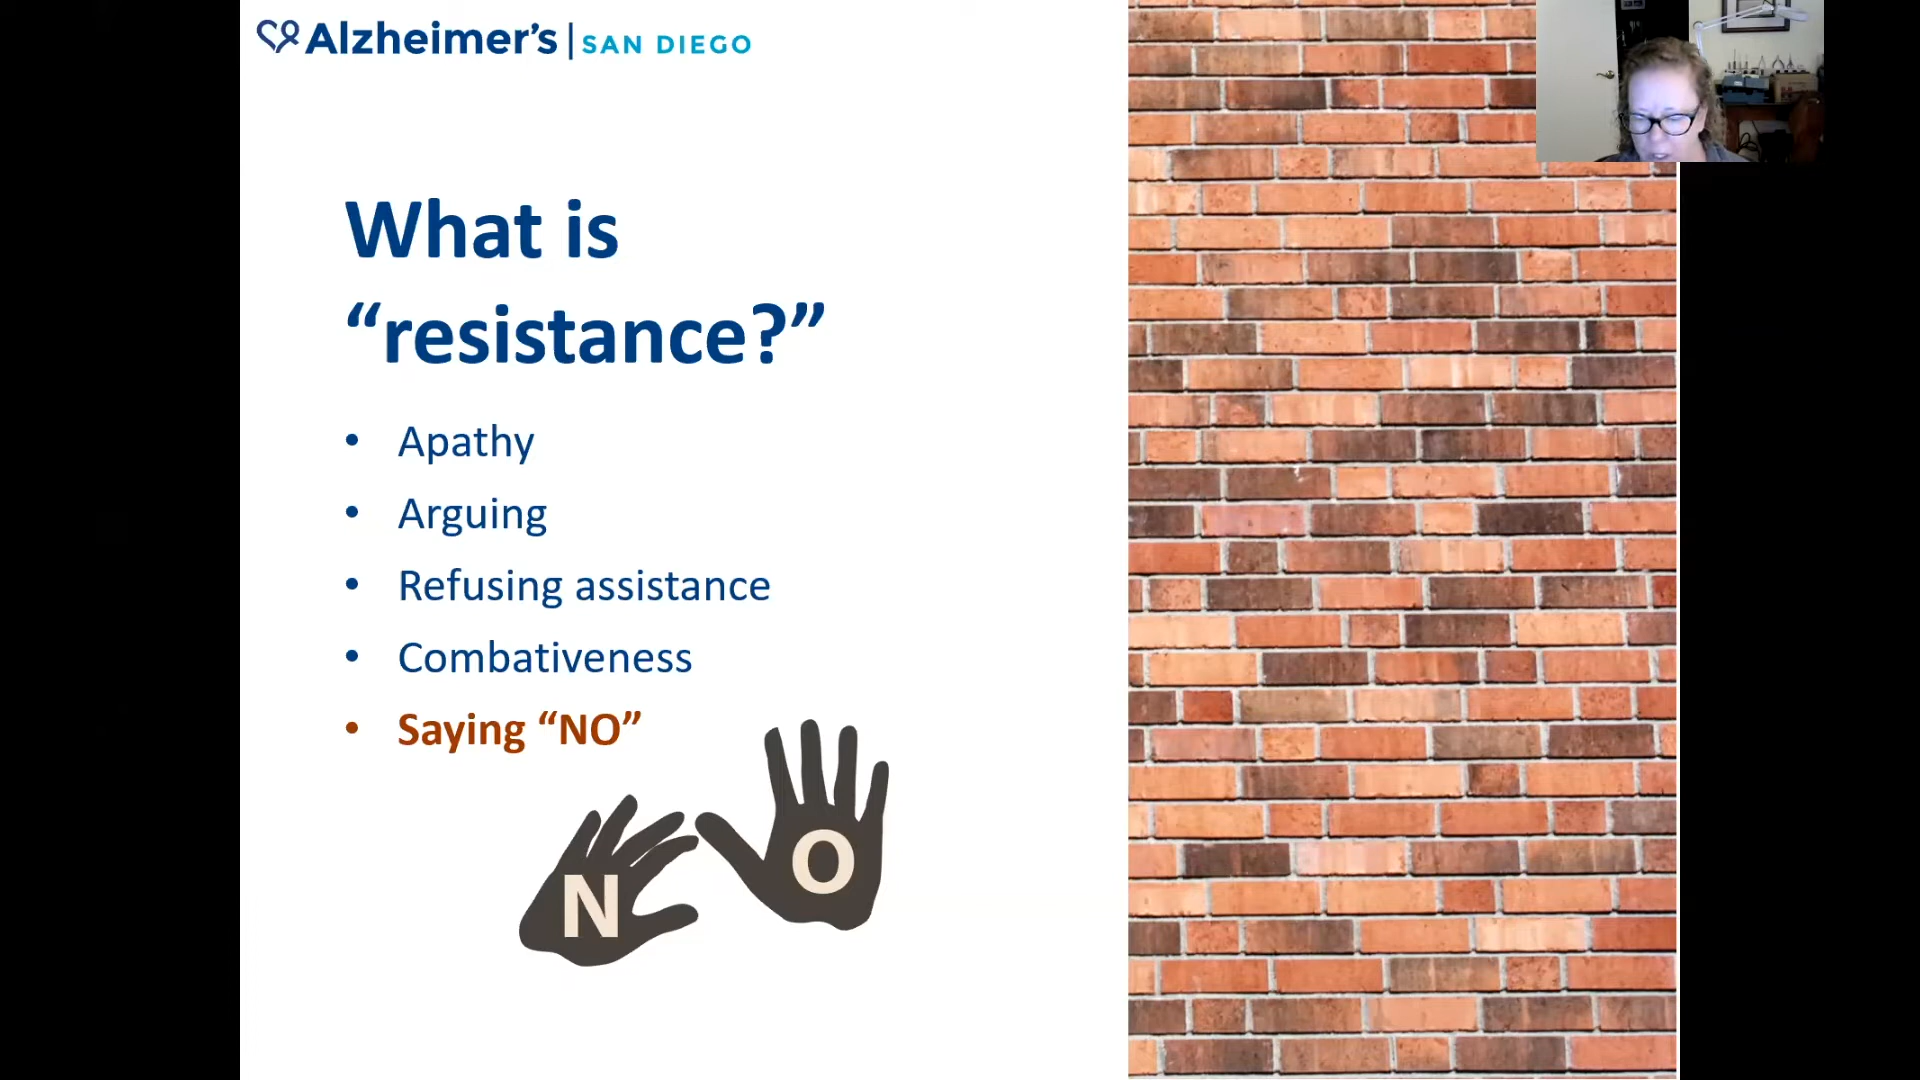 Alzheimer's | SAN DIEGO
What is
“resistance?”
• Apathy
• Arguing
• Refusing assistance
• Combativeness
• Saying “NO”
N O